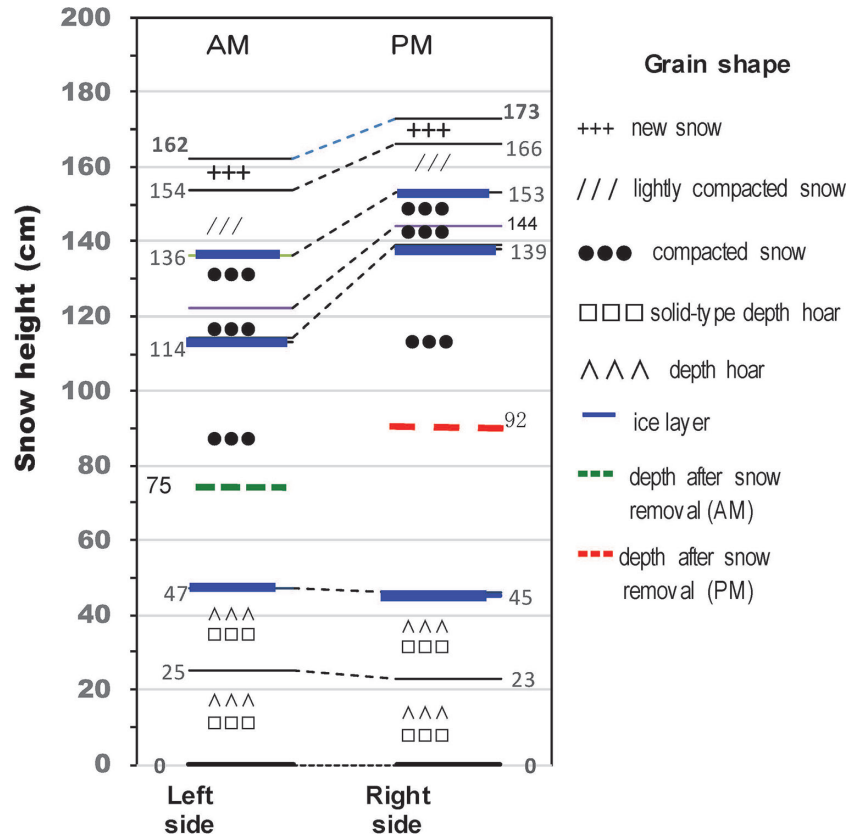 Snow height (cm)
200
180
160
140
120
100
80
60
40
20
0
AM
PM
162
+++
154
///
136
●●●
●●●
114
●●●
75
47
∧∧∧
□□□
25
∧∧∧
□□□
0
173
+++
166
///
153
●●●
144
●●●
139
●●●
92
45
∧∧∧
□□□
23
∧∧∧
□□□
0
Left
side
Right
side
Grain shape
+++ new snow
/// lightly compacted snow
●●● compacted snow
□□□ solid-type depth hoar
∧∧∧ depth hoar
ice layer
depth after snow
removal (AM)
depth after snow
removal (PM)